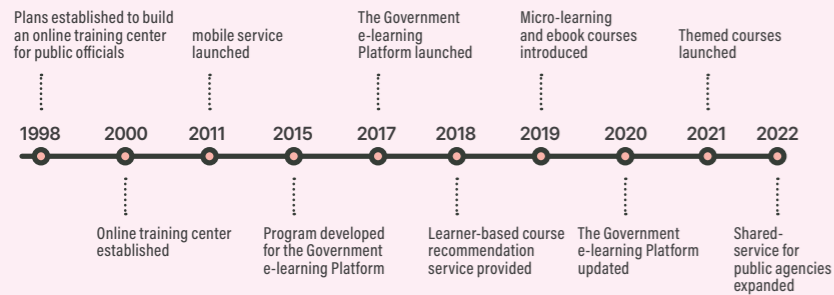 Plans established to build
an online training center
for public officials
mobile service
launched
The Government
e-learning
Platform launched
Micro-learning
and ebook courses
introduced
Themed courses
launched
1998
2000
2011
2015
2017
2018
2019
2020
2021
2022
Online training center
established
Program developed
for the Government
e-learning Platform
Learner-based course
recommendation
service provided
The Government
e-learning Platform
updated
Shared-
service for
public agencies
expanded